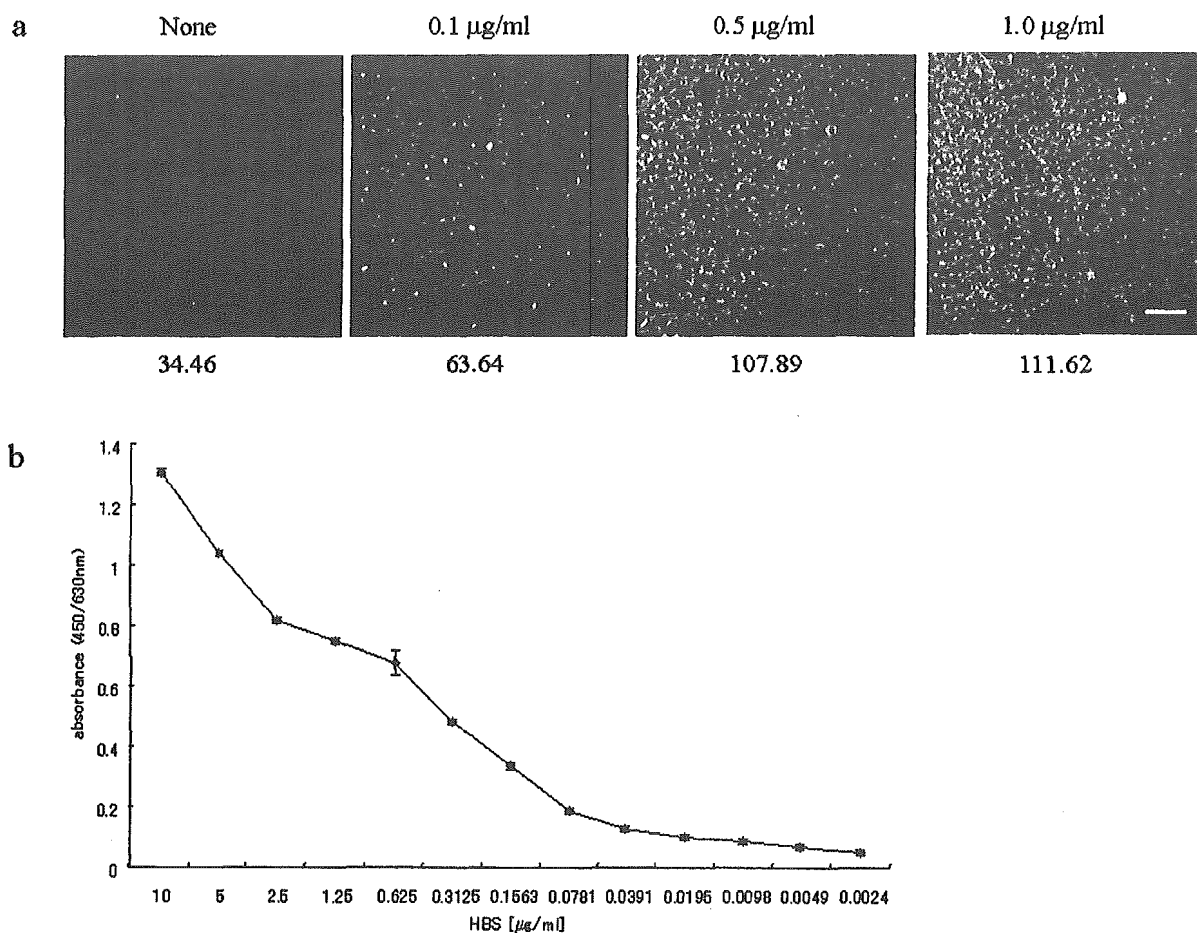 a
None 0.1 μg/ml 0.5 μg/ml 1.0 μg/ml
34.46 63.64 107.89 111.62
b
absorbance (450/630nm)
1.4
1.2
1
0.8
0.6
0.4
0.2
0
10 5 2.5 1.25 0.625 0.3125 0.1563 0.0781 0.0391 0.0195 0.0098 0.0049 0.0024
HBS [μg/ml]